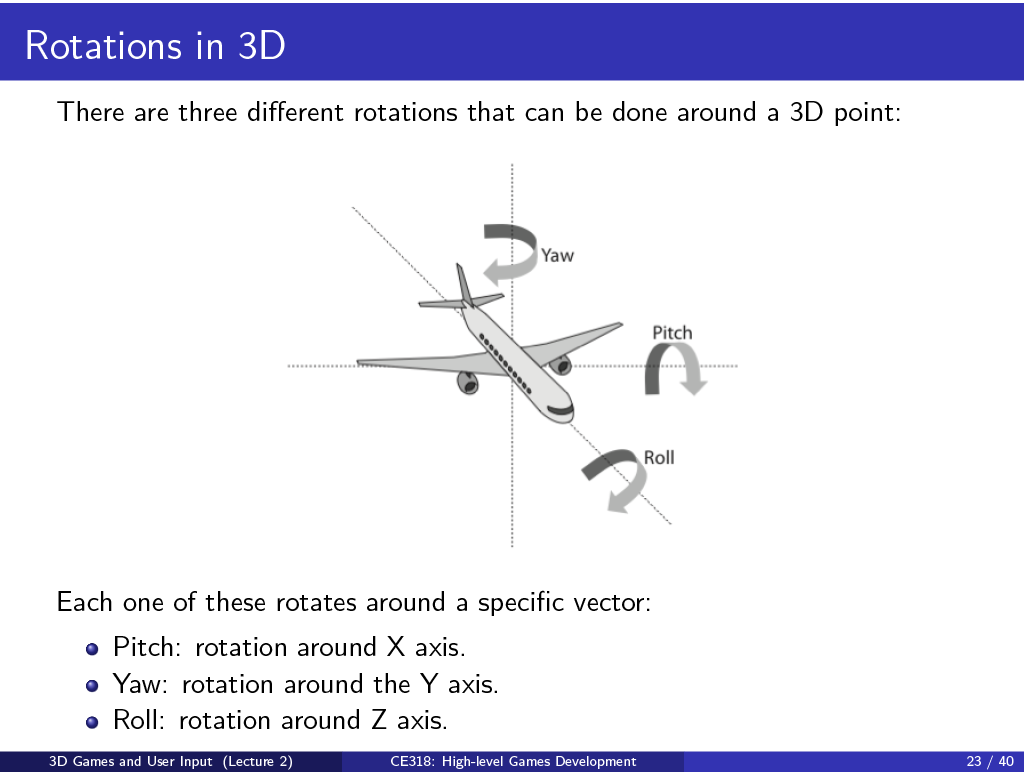 Rotations in 3D
There are three different rotations that can be done around a 3D point:
Yaw
Pitch
Roll
Each one of these rotates around a specific vector:
Pitch: rotation around X axis.
Yaw: rotation around the Y axis.
Roll: rotation around Z axis.
3D Games and User Input (Lecture 2) CE318: High-level Games Development 23 / 40